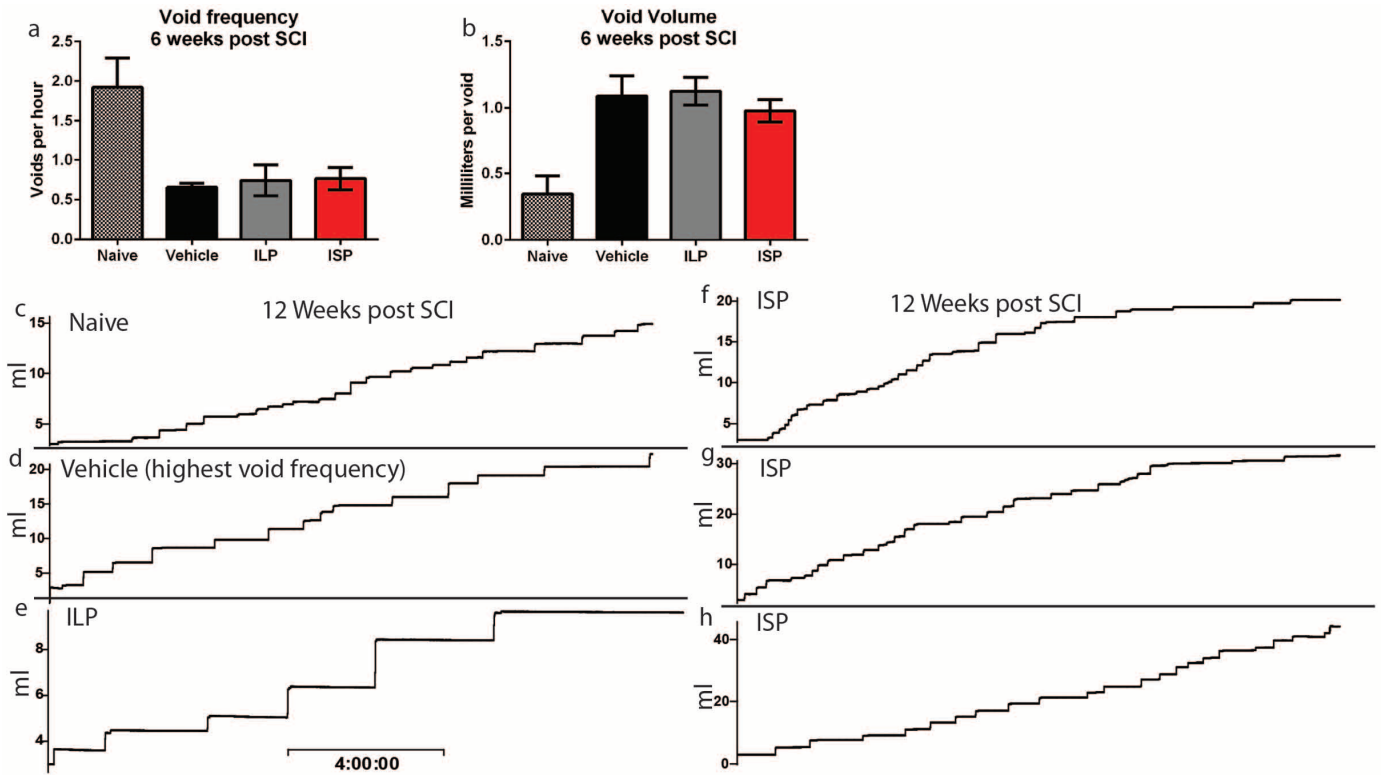 a
Void frequency
6 weeks post SCI
Voids per hour
2.5
2.0
1.5
1.0
0.5
0.0
Naive Vehicle ILP ISP
b
Void Volume
6 weeks post SCI
Milliliters per void
1.5
1.0
0.5
0.0
Naive Vehicle ILP ISP
c
Naive
12 Weeks post SCI
ml
15
10
5
d
Vehicle (highest void frequency)
ml
20
15
10
5
e
ILP
ml
8
6
4
4:00:00
f
ISP
12 Weeks post SCI
ml
20
15
10
5
g
ISP
ml
30
20
10
h
ISP
ml
40
20
0